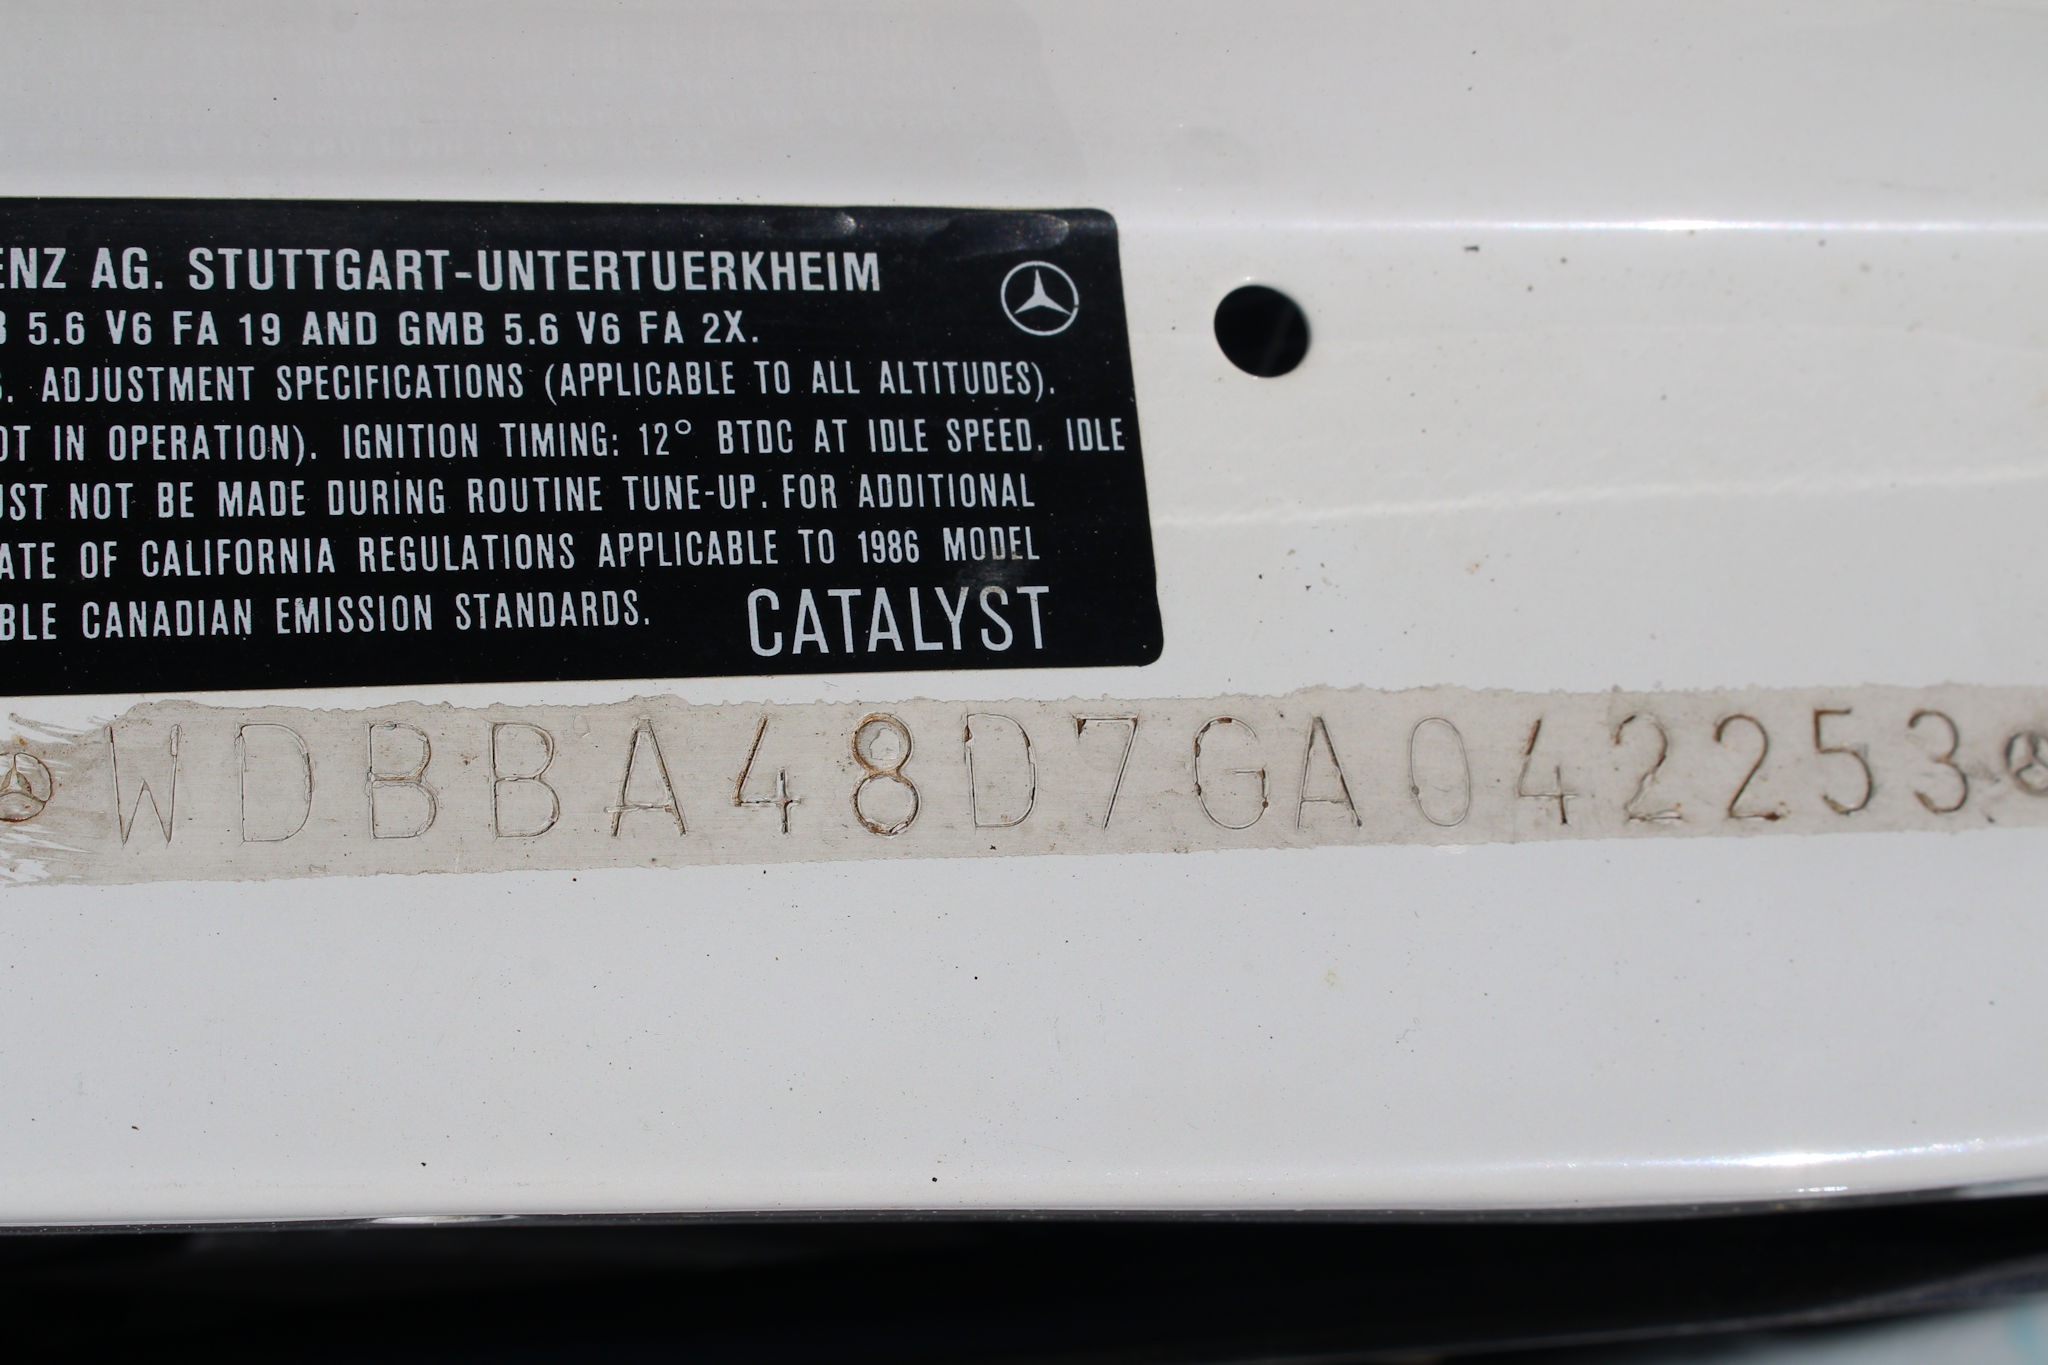 ENZ AG. STUTTGART-UNTERTUERKHEIM
B 5.6 V6 FA 19 AND GMB 5.6 V6 FA 2X.
S. ADJUSTMENT SPECIFICATIONS (APPLICABLE TO ALL ALTITUDES).
OT IN OPERATION). IGNITION TIMING: 12° BTDC AT IDLE SPEED. IDLE
UST NOT BE MADE DURING ROUTINE TUNE-UP. FOR ADDITIONAL
ATE OF CALIFORNIA REGULATIONS APPLICABLE TO 1986 MODEL
BLE CANADIAN EMISSION STANDARDS. CATALYST
WDBBA48D7GA042253